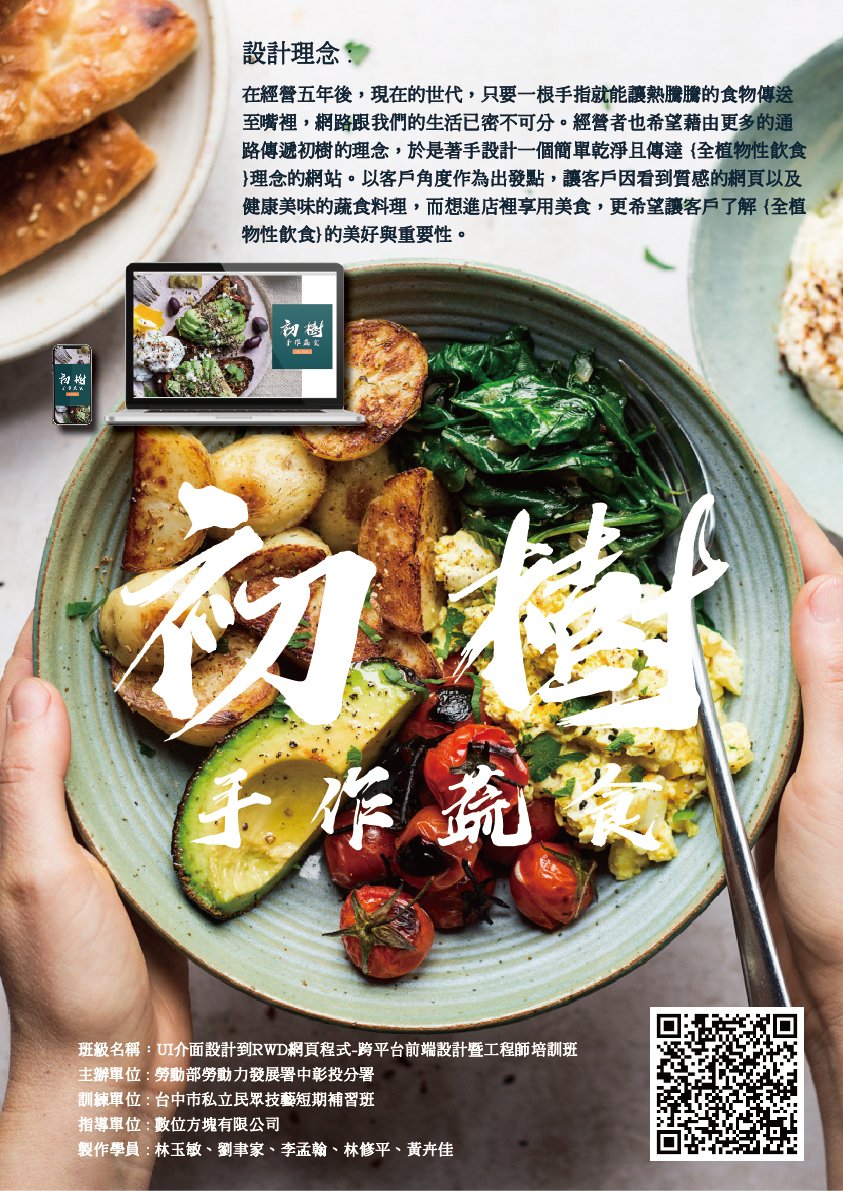 設計理念 :
在經營五年後，現在的世代，只要一根手指就能讓熱騰騰的食物傳送
至嘴裡，網路跟我們的生活已密不可分。經營者也希望藉由更多的通
路傳遞初樹的理念，於是著手設計一個簡單乾淨且傳達 {全植物性飲食
}理念的網站。以客戶角度作為出發點，讓客戶因看到質感的網頁以及
健康美味的蔬食料理，而想進店裡享用美食，更希望讓客戶了解 {全植
物性飲食}的美好與重要性。
初樹
手作蔬食
初樹
初樹
手作蔬食
班級名稱：UI介面設計到RWD網頁程式-跨平台前端設計暨工程師培訓班
主辦單位 : 勞動部勞動力發展署中彰投分署
訓練單位 : 台中市私立民眾技藝短期補習班
指導單位 : 數位方塊有限公司
製作學員 : 林玉敏、劉聿家、李孟翰、林修平、黃卉佳